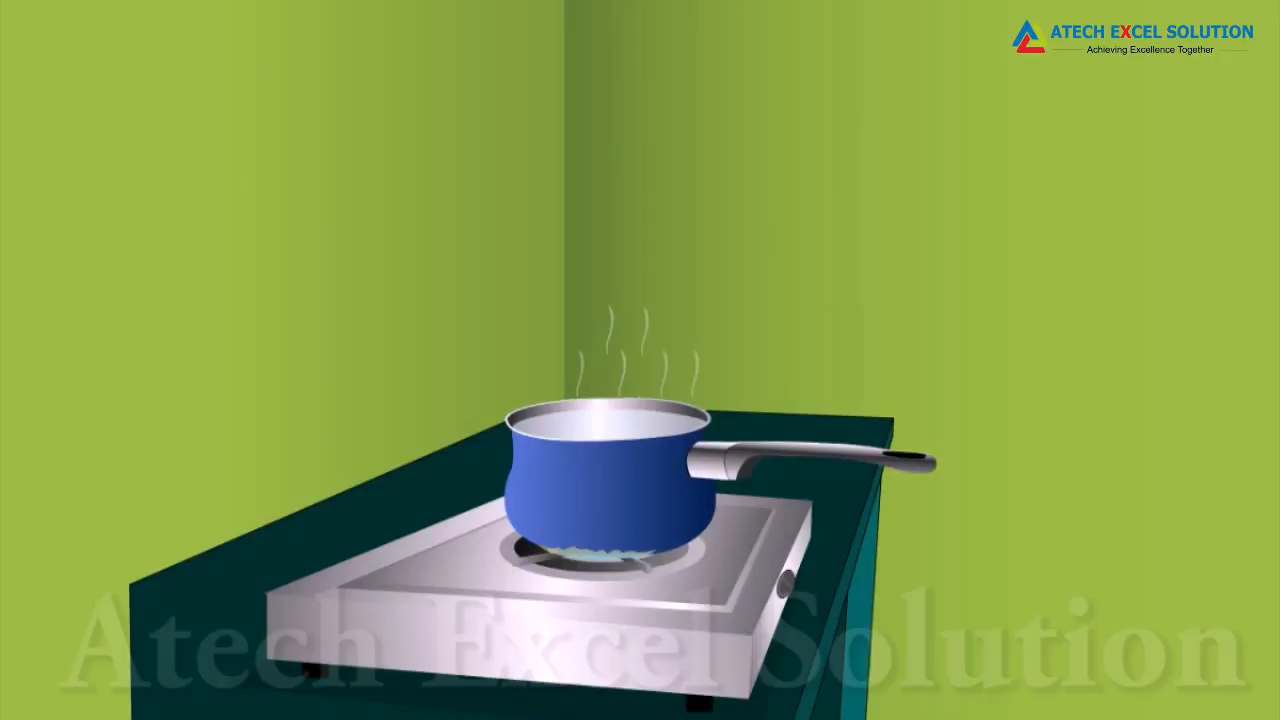 ATECH EXCEL SOLUTION
Achieving Excellence Together
Atech Excel Solution